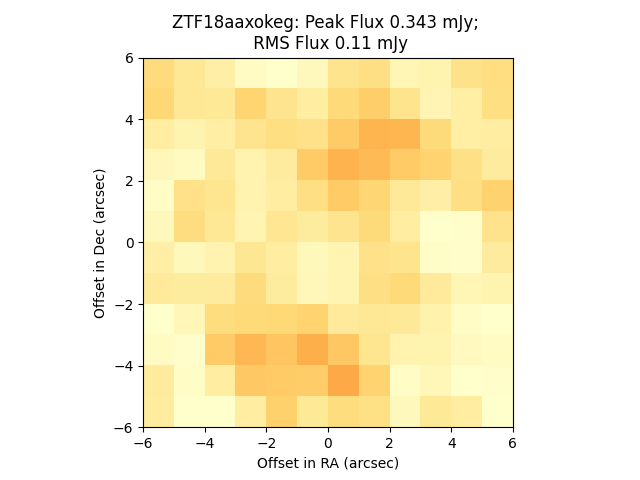 ZTF18aaxokeg: Peak Flux 0.343 mJy;
RMS Flux 0.11 mJy
6
4
2
0
−2
−4
−6
Offset in Dec (arcsec)
−6 −4 −2 0 2 4 6
Offset in RA (arcsec)